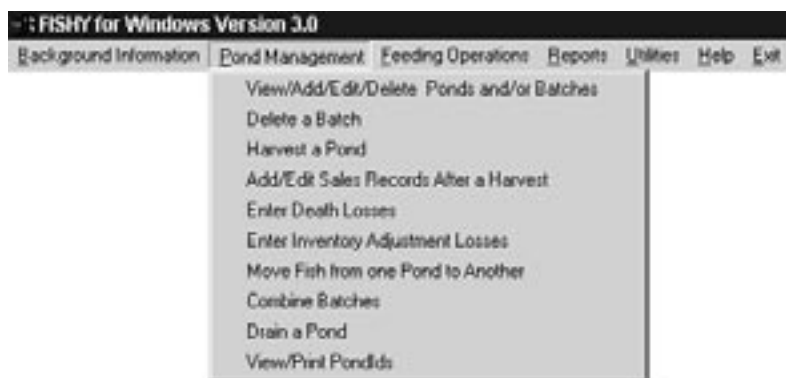 FISHY for Windows Version 3.0
Background Information Pond Management Feeding Operations Reports Utilities Help Exit
View/Add/Edit/Delete Ponds and/or Batches
Delete a Batch
Harvest a Pond
Add/Edit Sales Records After a Harvest
Enter Death Losses
Enter Inventory Adjustment Losses
Move Fish from one Pond to Another
Combine Batches
Drain a Pond
View/Print PondIds